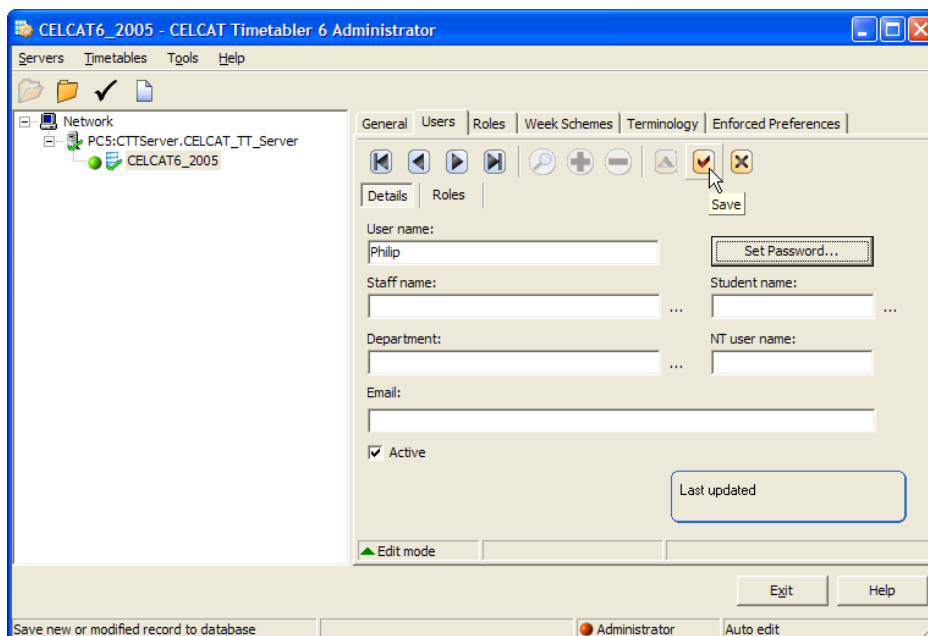 CELCAT6_2005 - CELCAT Timetabler 6 Administrator
Servers Timetables Tools Help
Network
PC5:CTTServer.CELCAT_TT_Server
CELCAT6_2005
General Users Roles Week Schemes Terminology Enforced Preferences
Details Roles
Save
User name:
Philip
Set Password...
Staff name: Student name:
... ...
Department: NT user name:
...
Email:
Active
Last updated
Edit mode
Exit Help
Save new or modified record to database Administrator Auto edit